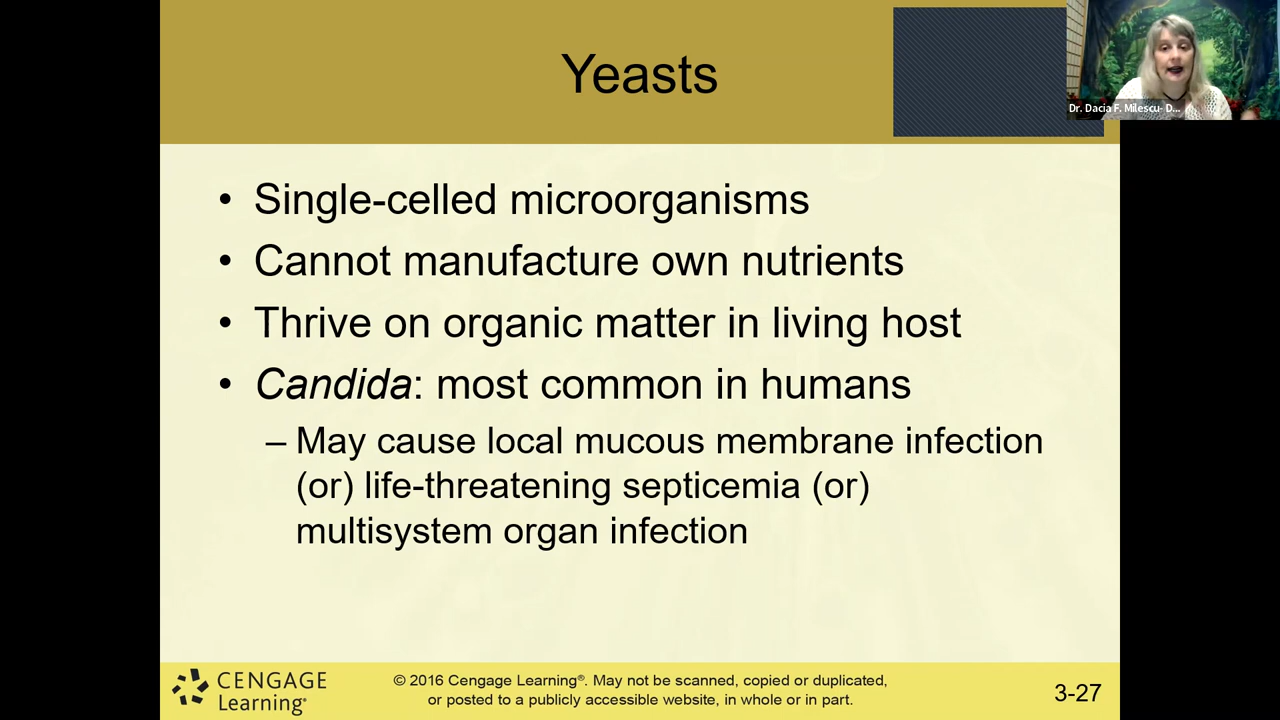 Yeasts
Dr. Dacia F. Milescu- D...
• Single-celled microorganisms
• Cannot manufacture own nutrients
• Thrive on organic matter in living host
• Candida: most common in humans
– May cause local mucous membrane infection
(or) life-threatening septicemia (or)
multisystem organ infection
CENGAGE
Learning®
© 2016 Cengage Learning®. May not be scanned, copied or duplicated,
or posted to a publicly accessible website, in whole or in part.
3-27